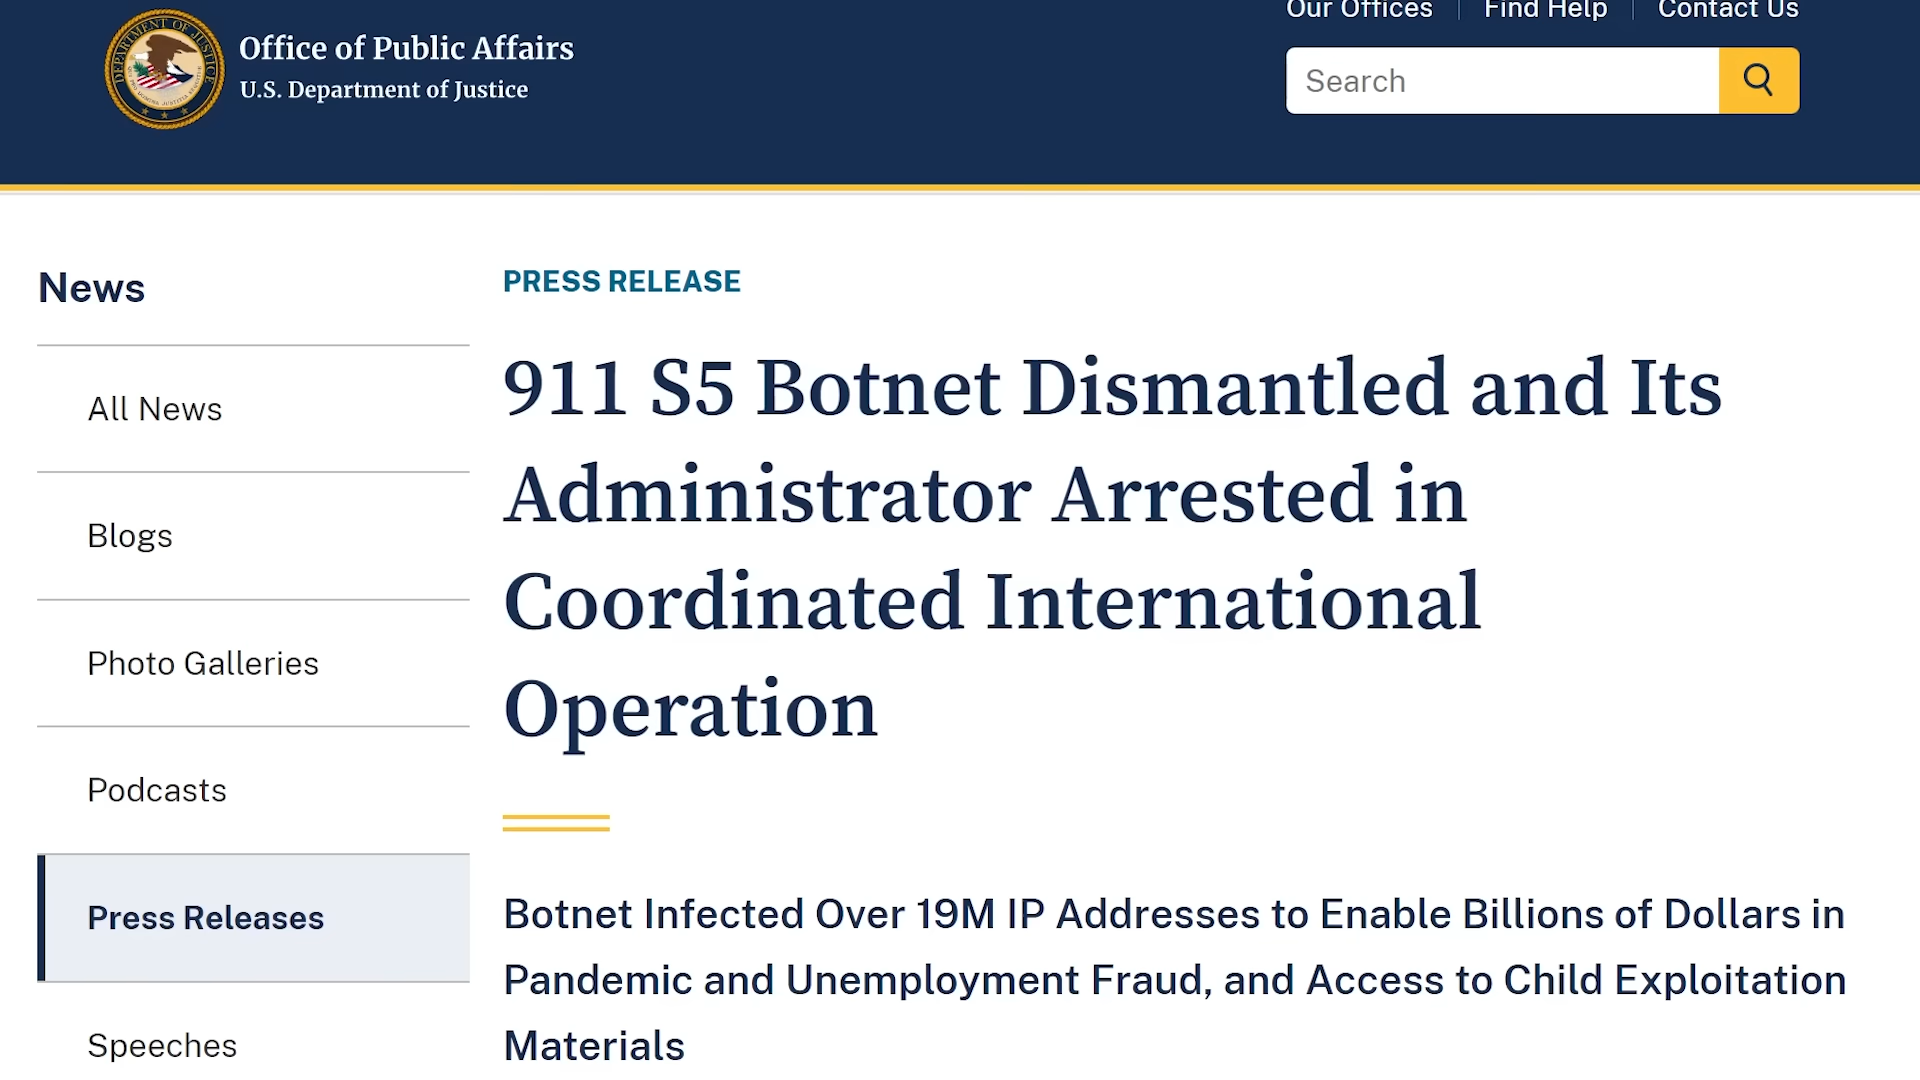 Our Offices
Find Help
Contact Us
Office of Public Affairs
U.S. Department of Justice
Search
News
All News
Blogs
Photo Galleries
Podcasts
Press Releases
Speeches
PRESS RELEASE
911 S5 Botnet Dismantled and Its
Administrator Arrested in
Coordinated International
Operation
Botnet Infected Over 19M IP Addresses to Enable Billions of Dollars in
Pandemic and Unemployment Fraud, and Access to Child Exploitation
Materials